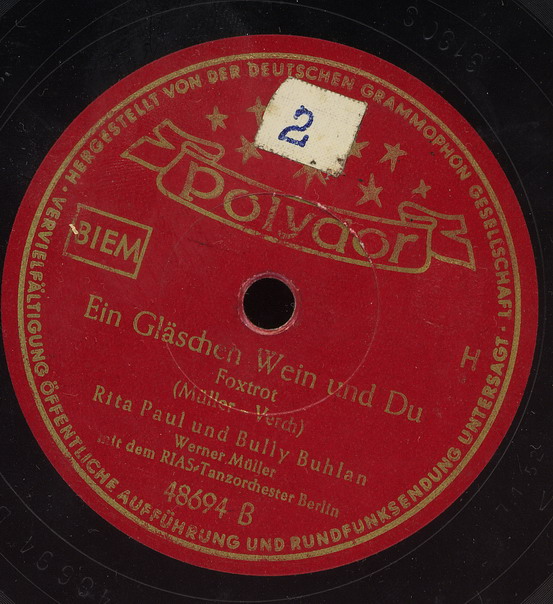 HERGESTELLT VON DER DEUTSCHEN GRAMMOPHON GESELLSCHAFT · VERVIELFÄLTIGUNG ÖFFENTLICHE AUFFÜHRUNG UND RUNDFUNKSENDUNG UNTERSAGT ·
2
polydor
BIEM
H
Ein Gläschen Wein und Du
Foxtrot
(Müller - Verch)
Rita Paul und Bully Buhlan
Werner Müller
mit dem RIAS-Tanzorchester Berlin
48694 B